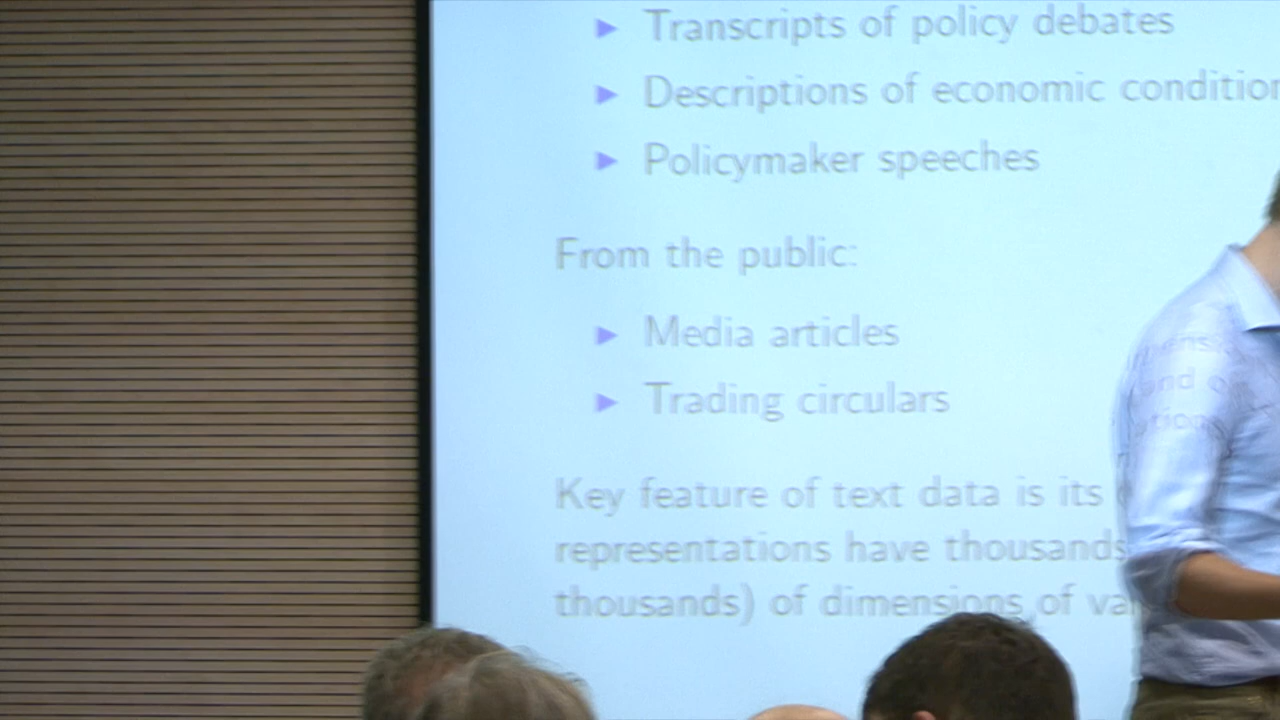 ▶ Transcripts of policy debates
▶ Descriptions of economic condition
▶ Policymaker speeches
From the public:
▶ Media articles
▶ Trading circulars
Key feature of text data is its
representations have thousands
thousands) of dimensions of va
and